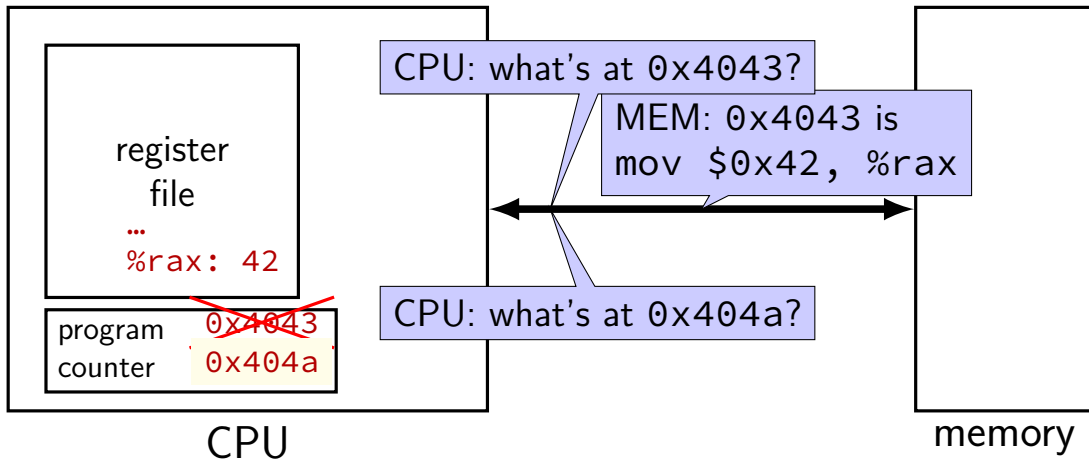 CPU: what's at 0x4043?
MEM: 0x4043 is
mov $0x42, %rax
register
file
…
%rax: 42
CPU: what's at 0x404a?
program
counter
0x4043
0x404a
CPU
memory